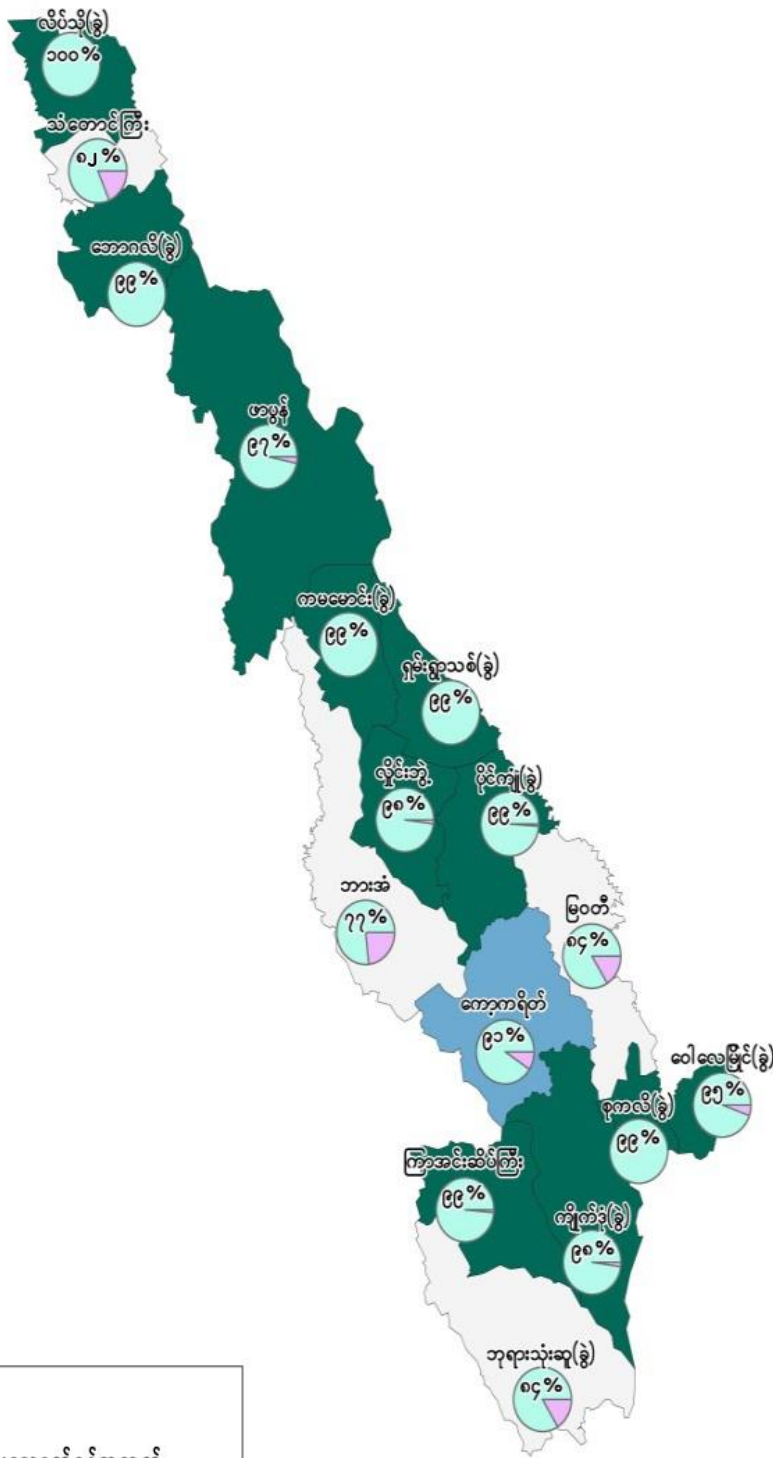 လိပ်သို(ခွဲ)
၁၀၀%
သံတောင်ကြီး
၈၂%
ဘောဂလိ(ခွဲ)
၉၉%
ဖာပွန်
၉၇%
ကမမောင်း(ခွဲ)
၉၉%
ရှမ်းရွာသစ်(ခွဲ)
၉၉%
လှိုင်းဘွဲ့
၉၈%
ပိုင်ကျုံ(ခွဲ)
၉၉%
ဘားအံ
၇၇%
မြဝတီ
၈၄%
ကော့ကရိတ်
၉၁%
ဝေါလေမြိုင်(ခွဲ)
၉၅%
စုကလိ(ခွဲ)
၉၉%
ကြာအင်းဆိပ်ကြီး
၉၉%
ကျိုက်ဒုံ(ခွဲ)
၉၈%
ဘုရားသုံးဆူ(ခွဲ)
၈၄%